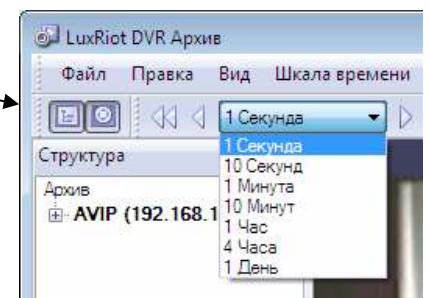 LuxRiot DVR Архив
Файл Правка Вид Шкала времени
1 Секунда
Структура
1 Секунда
10 Секунд
1 Минута
10 Минут
1 Час
4 Часа
1 День
Архив
AVIP (192.168.1